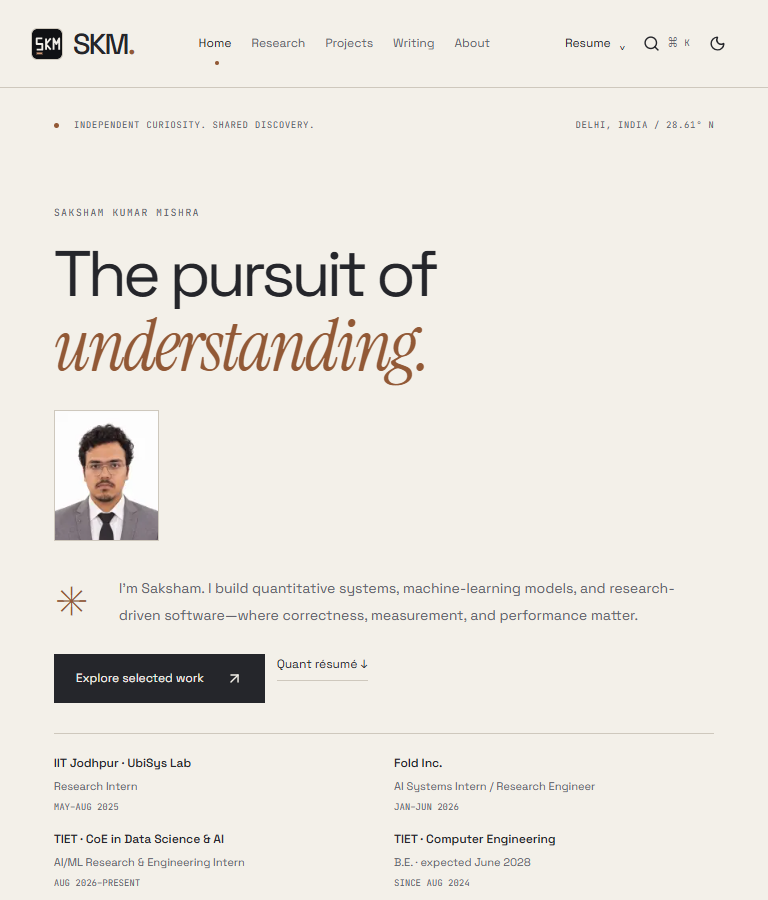 SKM SKM.
Home Research Projects Writing About
Resume v ⌘ K
INDEPENDENT CURIOSITY. SHARED DISCOVERY.
DELHI, INDIA / 28.61° N
SAKSHAM KUMAR MISHRA
The pursuit of
understanding.
I'm Saksham. I build quantitative systems, machine-learning models, and research-
driven software—where correctness, measurement, and performance matter.
Explore selected work ↗
Quant résumé ↓
IIT Jodhpur · UbiSys Lab
Research Intern
MAY–AUG 2025
Fold Inc.
AI Systems Intern / Research Engineer
JAN–JUN 2026
TIET · CoE in Data Science & AI
AI/ML Research & Engineering Intern
AUG 2026–PRESENT
TIET · Computer Engineering
B.E. · expected June 2028
SINCE AUG 2024